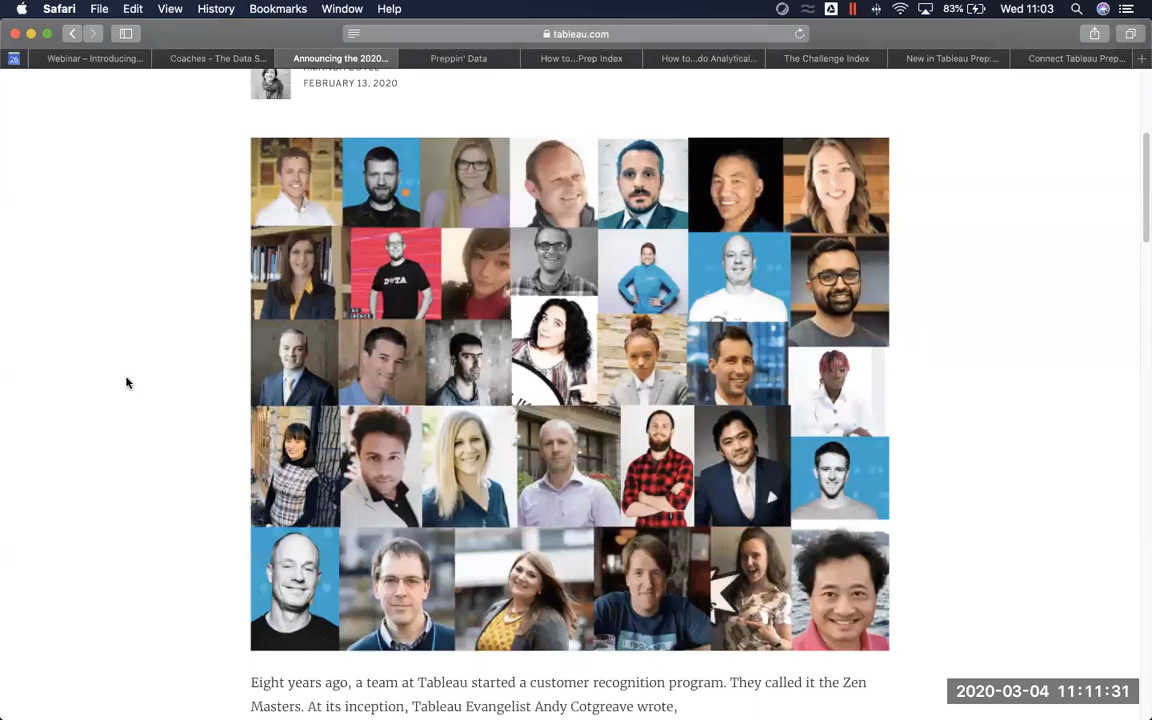 Safari File Edit View History Bookmarks Window Help 83% Wed 11:03
tableau.com
26 Webinar – Introducing... Coaches - The Data S... Announcing the 2020... Preppin' Data How to...Prep Index How to...do Analytical... The Challenge Index New in Tableau Prep:... Connect Tableau Prep...
FEBRUARY 13, 2020
Eight years ago, a team at Tableau started a customer recognition program. They called it the Zen
Masters. At its inception, Tableau Evangelist Andy Cotgreave wrote,
2020-03-04 11:11:31